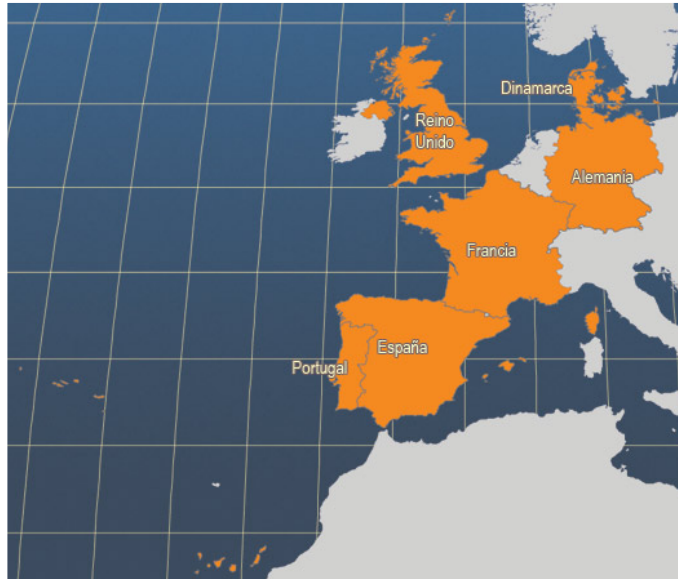 Dinamarca
Reino
Unido
Alemania
Francia
España
Portugal